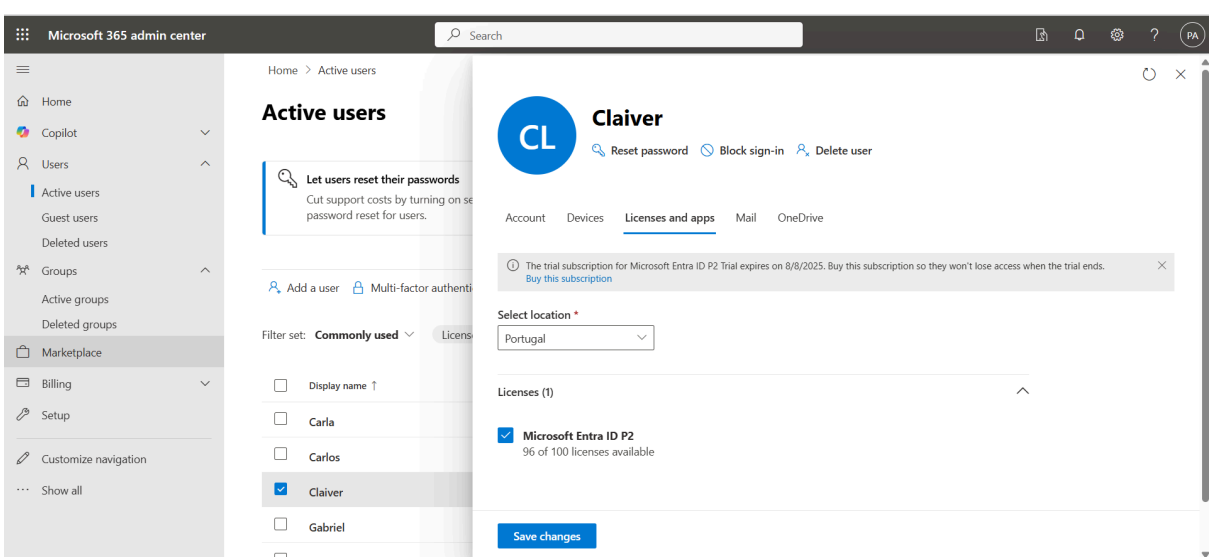 Microsoft 365 admin center
Search
PA
Home
Copilot
Users
Active users
Guest users
Deleted users
Groups
Active groups
Deleted groups
Marketplace
Billing
Setup
Customize navigation
Show all
Home > Active users
Active users
Let users reset their passwords
Cut support costs by turning on se
password reset for users.
Add a user Multi-factor authenti
Filter set: Commonly used Licens
Display name ↑
Carla
Carlos
Claiver
Gabriel
CL
Claiver
Reset password Block sign-in Delete user
Account Devices Licenses and apps Mail OneDrive
The trial subscription for Microsoft Entra ID P2 Trial expires on 8/8/2025. Buy this subscription so they won't lose access when the trial ends.
Buy this subscription
Select location *
Portugal
Licenses (1)
Microsoft Entra ID P2
96 of 100 licenses available
Save changes